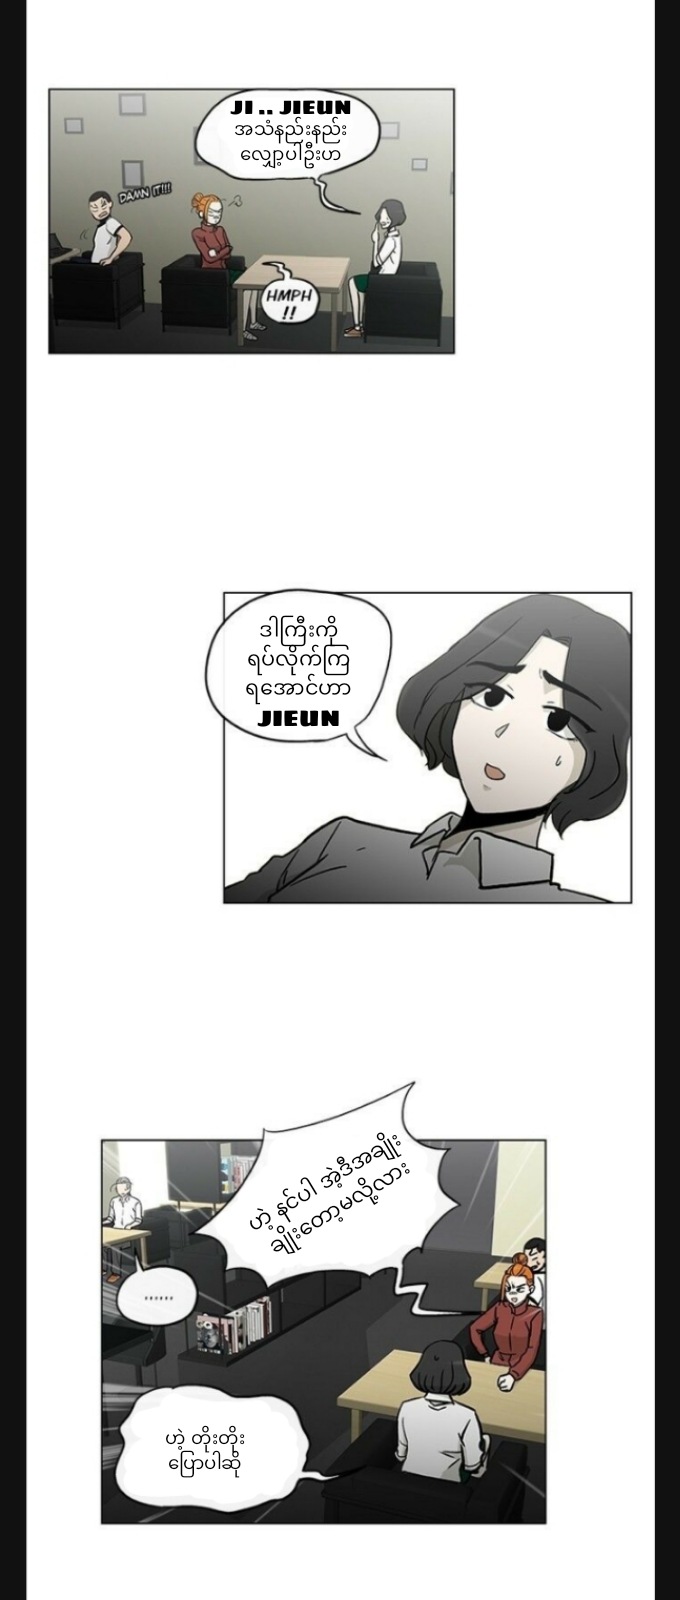 JI .. JIEUN
အသံနည်းနည်း
လျှော့ပါဦးဟ
DAMN IT!!!
HMPH
!!
ဒါကြီးကို
ရပ်လိုက်ကြ
ရအောင်ဟာ
JIEUN
ဟဲ့ နင်ပါ အဲ့ဒီအချိုး
ချိုးတော့မလို့လား
......
ဟဲ့ တိုးတိုး
ပြောပါဆို